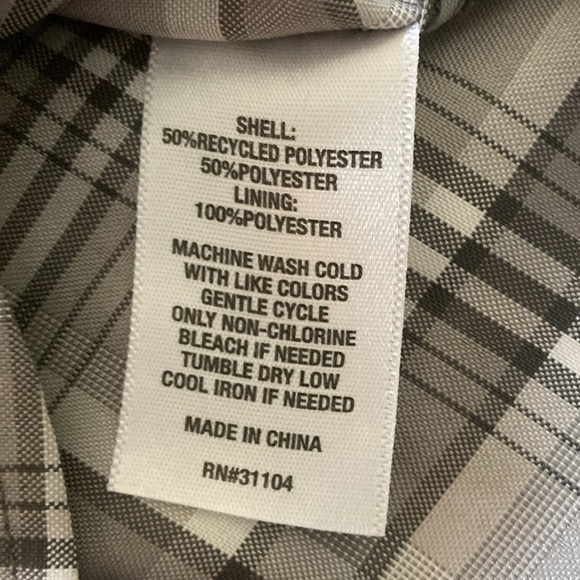 SHELL:
50%RECYCLED POLYESTER
50%POLYESTER
LINING:
100%POLYESTER
MACHINE WASH COLD
WITH LIKE COLORS
GENTLE CYCLE
ONLY NON-CHLORINE
BLEACH IF NEEDED
TUMBLE DRY LOW
COOL IRON IF NEEDED
MADE IN CHINA
RN#31104